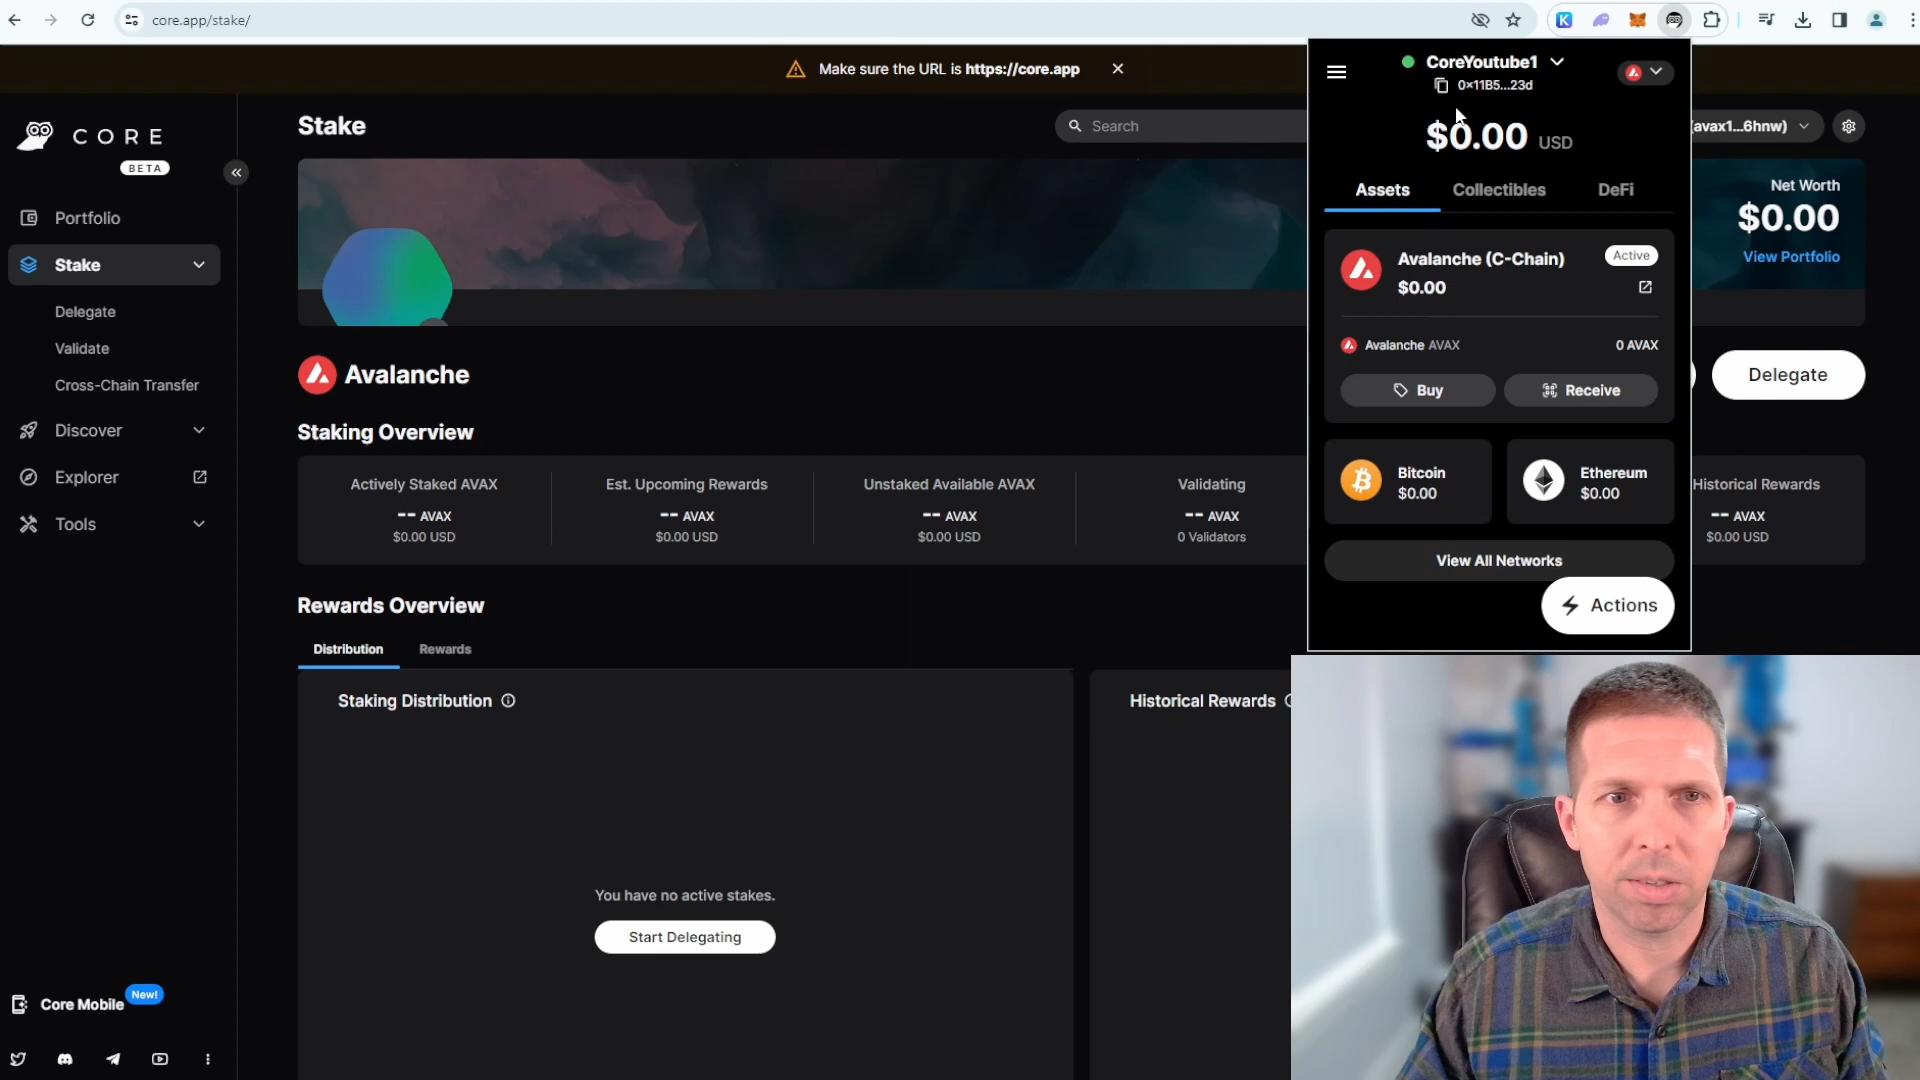 core.app/stake/
Make sure the URL is https://core.app
CORE
BETA
Portfolio
Stake
Delegate
Validate
Cross-Chain Transfer
Discover
Explorer
Tools
Core Mobile
New!
Stake
Search
(avax1...6hnw)
Net Worth
$0.00
View Portfolio
Avalanche
Delegate
Staking Overview
Actively Staked AVAX
-- AVAX
$0.00 USD
Est. Upcoming Rewards
-- AVAX
$0.00 USD
Unstaked Available AVAX
-- AVAX
$0.00 USD
Validating
-- AVAX
0 Validators
Historical Rewards
-- AVAX
$0.00 USD
Rewards Overview
Distribution
Rewards
Staking Distribution
You have no active stakes.
Start Delegating
Historical Rewards
CoreYoutube1
0x11B5...23d
$0.00 USD
Assets
Collectibles
DeFi
Avalanche (C-Chain)
Active
$0.00
Avalanche AVAX
0 AVAX
Buy
Receive
Bitcoin
$0.00
Ethereum
$0.00
View All Networks
Actions